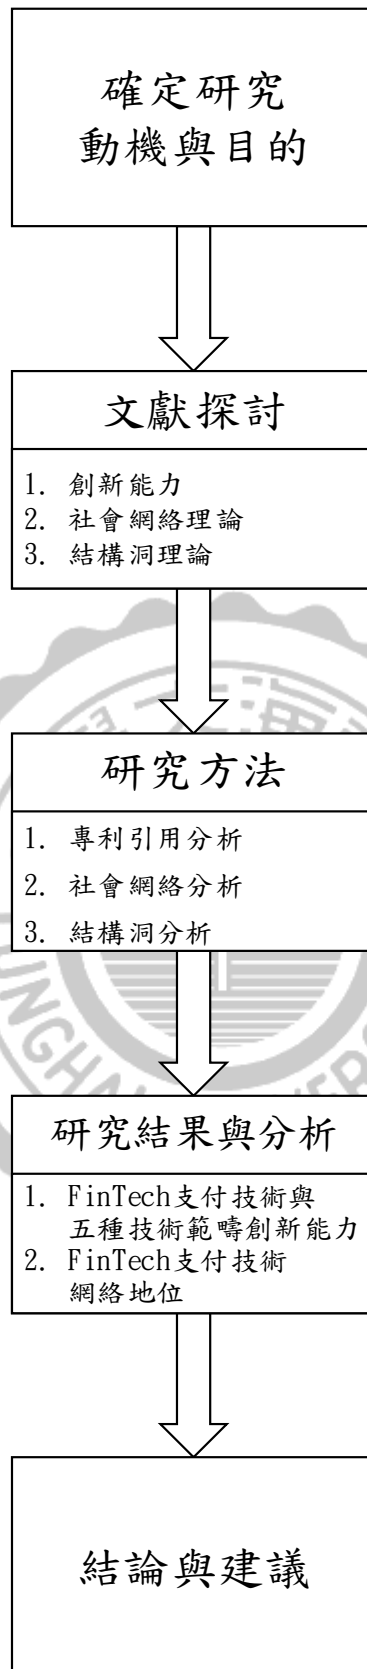 確定研究
動機與目的
文獻探討
1. 創新能力
2. 社會網絡理論
3. 結構洞理論
研究方法
1. 專利引用分析
2. 社會網絡分析
3. 結構洞分析
研究結果與分析
1. FinTech支付技術與
五種技術範疇創新能力
2. FinTech支付技術
網絡地位
結論與建議